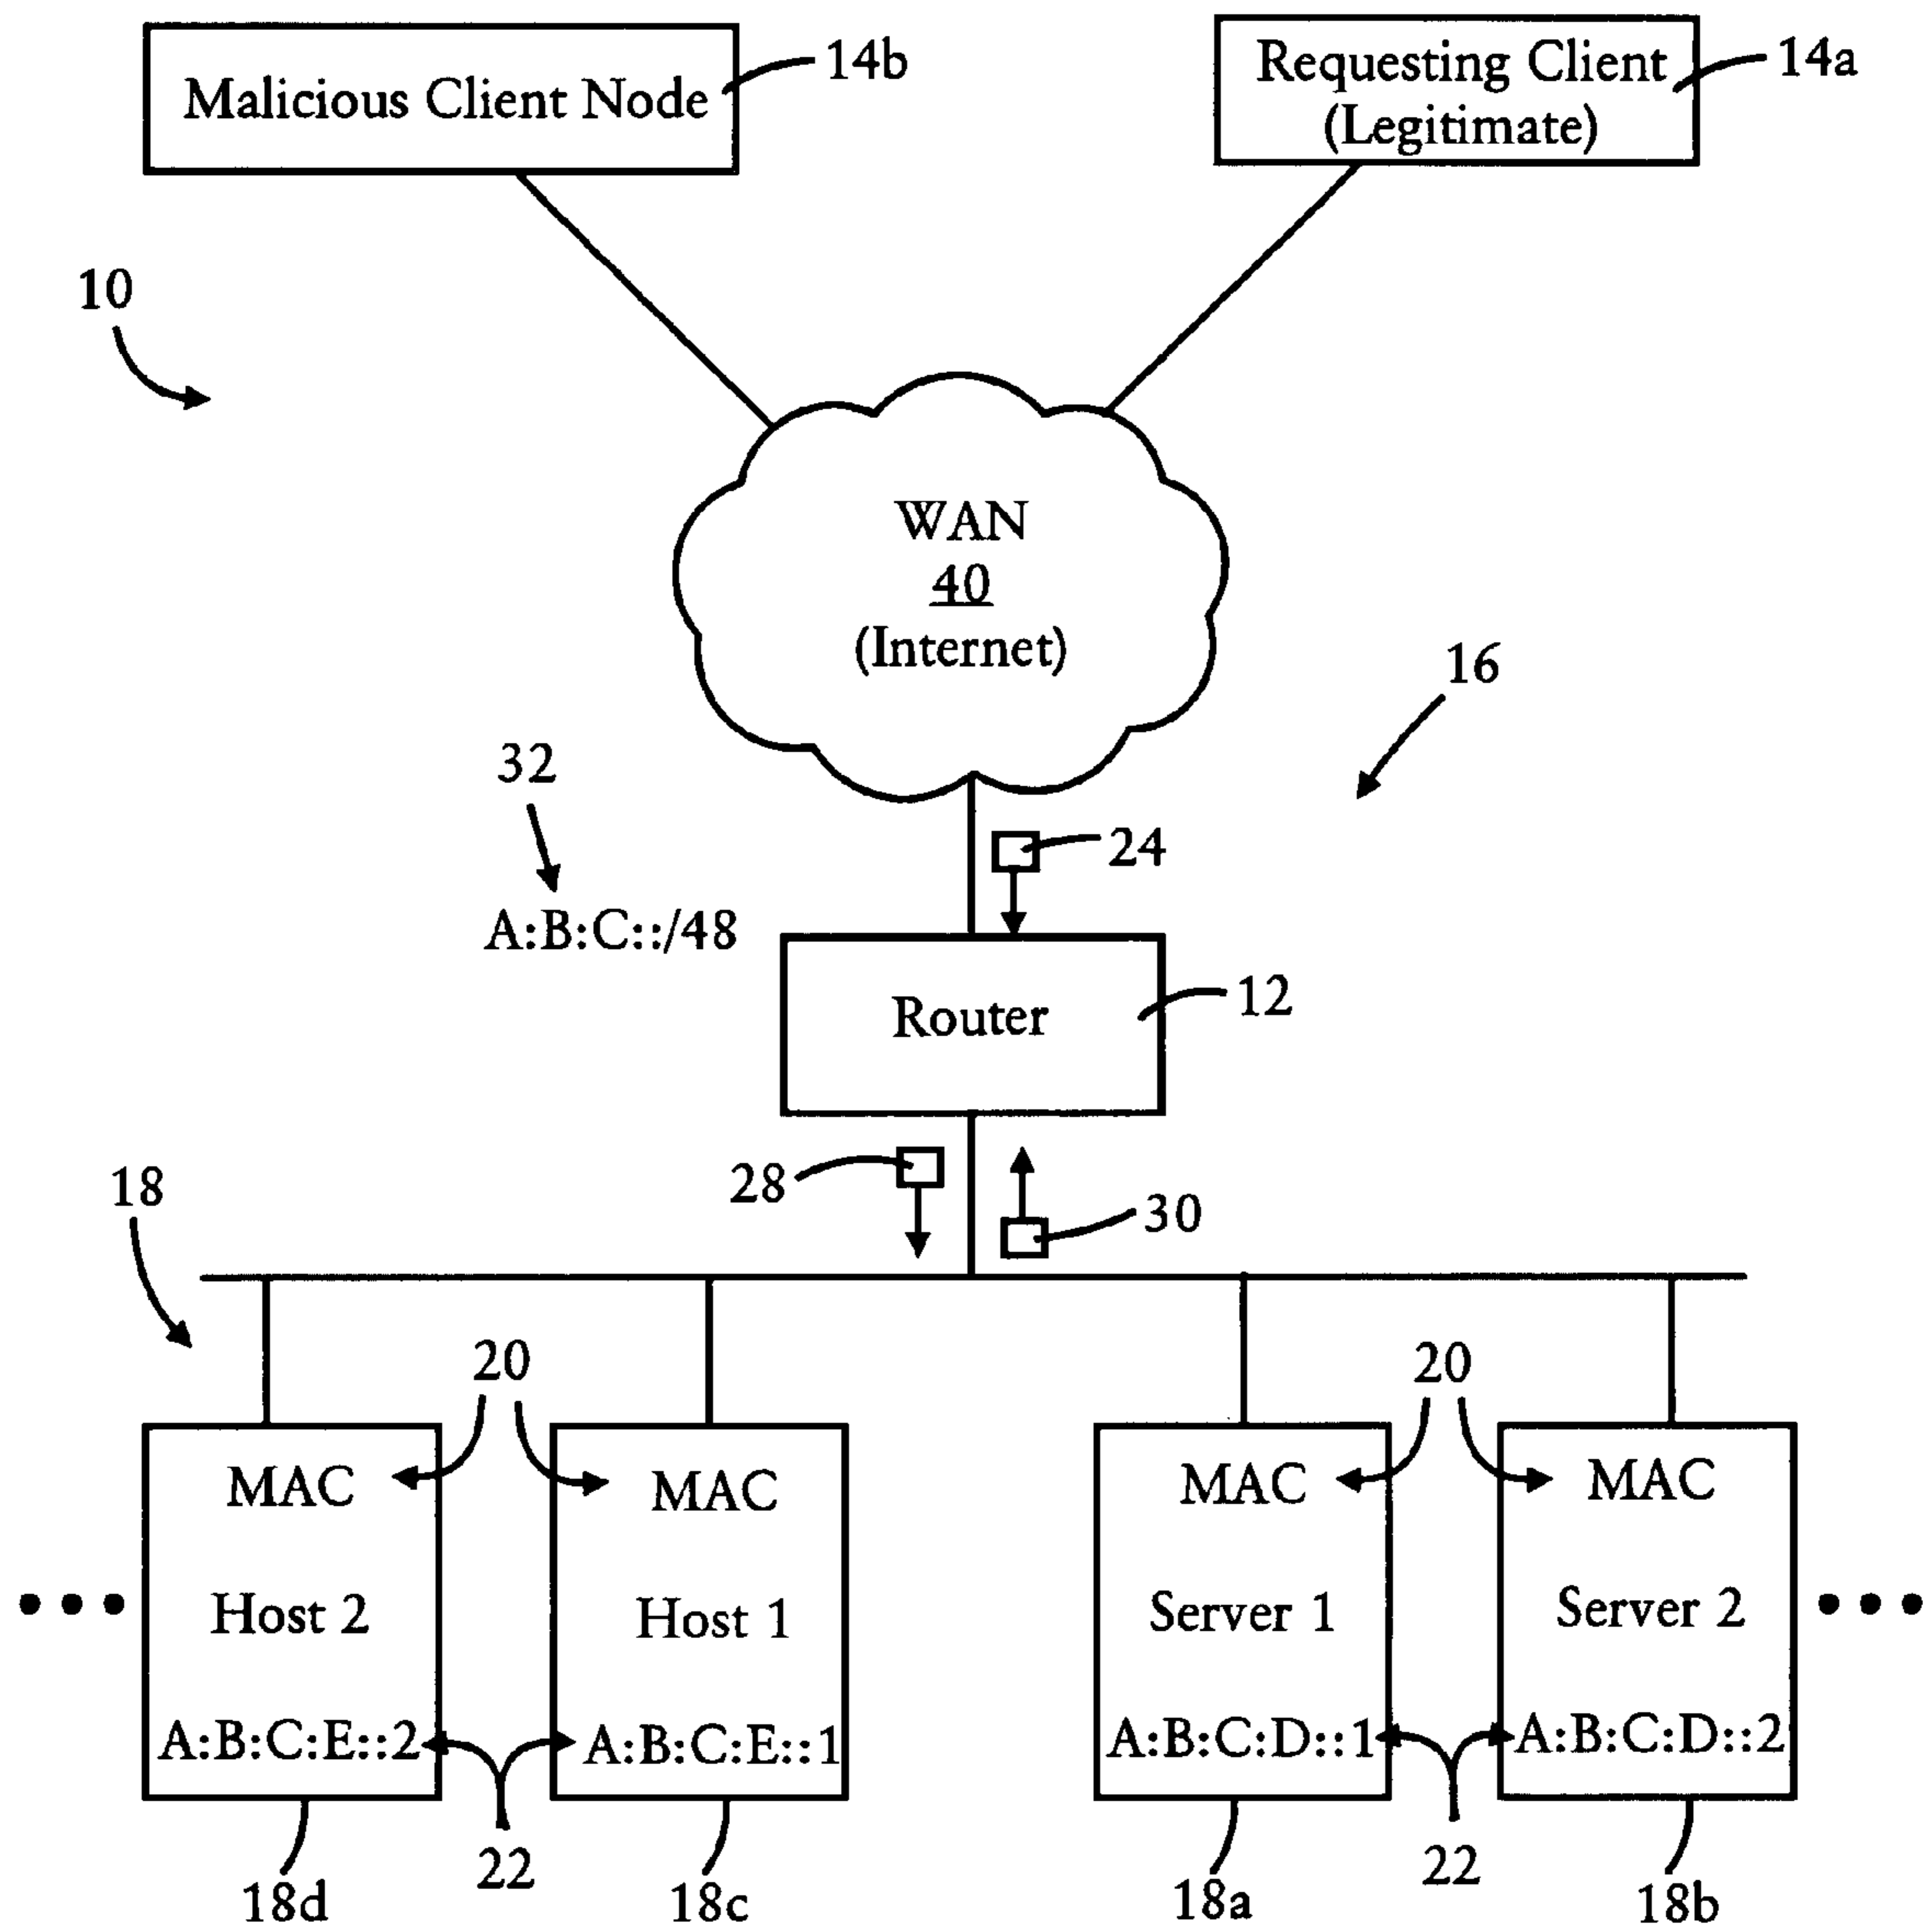 Malicious Client Node
14b
Requesting Client
(Legitimate)
14a
10
WAN
40
(Internet)
16
32
A:B:C::/48
24
Router
12
28
30
18
20
20
MAC
MAC
MAC
MAC
Host 2
Host 1
Server 1
Server 2
A:B:C:E::2
A:B:C:E::1
A:B:C:D::1
A:B:C:D::2
22
22
18d
18c
18a
18b